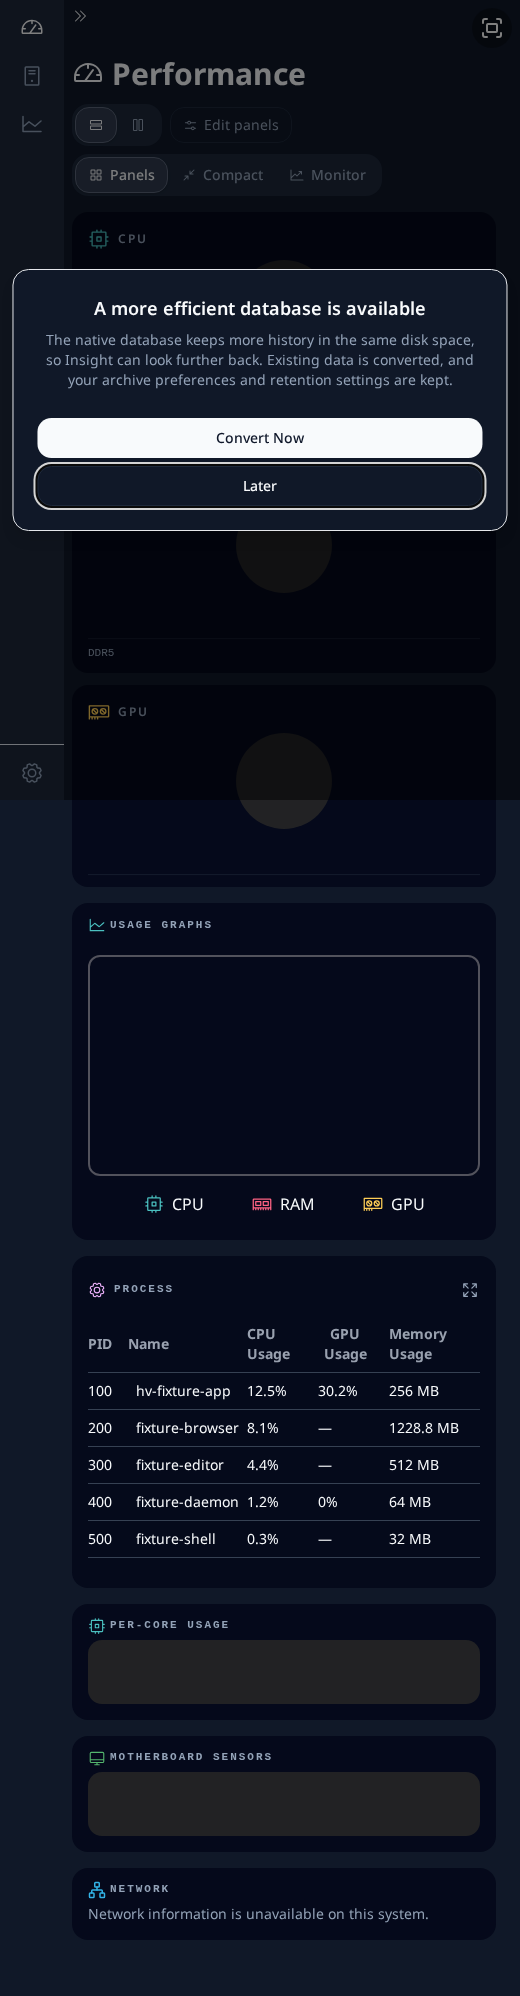 Performance
Edit panels
Panels Compact Monitor
CPU
A more efficient database is available
The native database keeps more history in the same disk space,
so Insight can look further back. Existing data is converted, and
your archive preferences and retention settings are kept.
Convert Now
Later
DDR5
GPU
USAGE GRAPHS
CPU RAM GPU
PROCESS
PID Name CPU Usage GPU Usage Memory Usage
100 hv-fixture-app 12.5% 30.2% 256 MB
200 fixture-browser 8.1% — 1228.8 MB
300 fixture-editor 4.4% — 512 MB
400 fixture-daemon 1.2% 0% 64 MB
500 fixture-shell 0.3% — 32 MB
PER-CORE USAGE
MOTHERBOARD SENSORS
NETWORK
Network information is unavailable on this system.